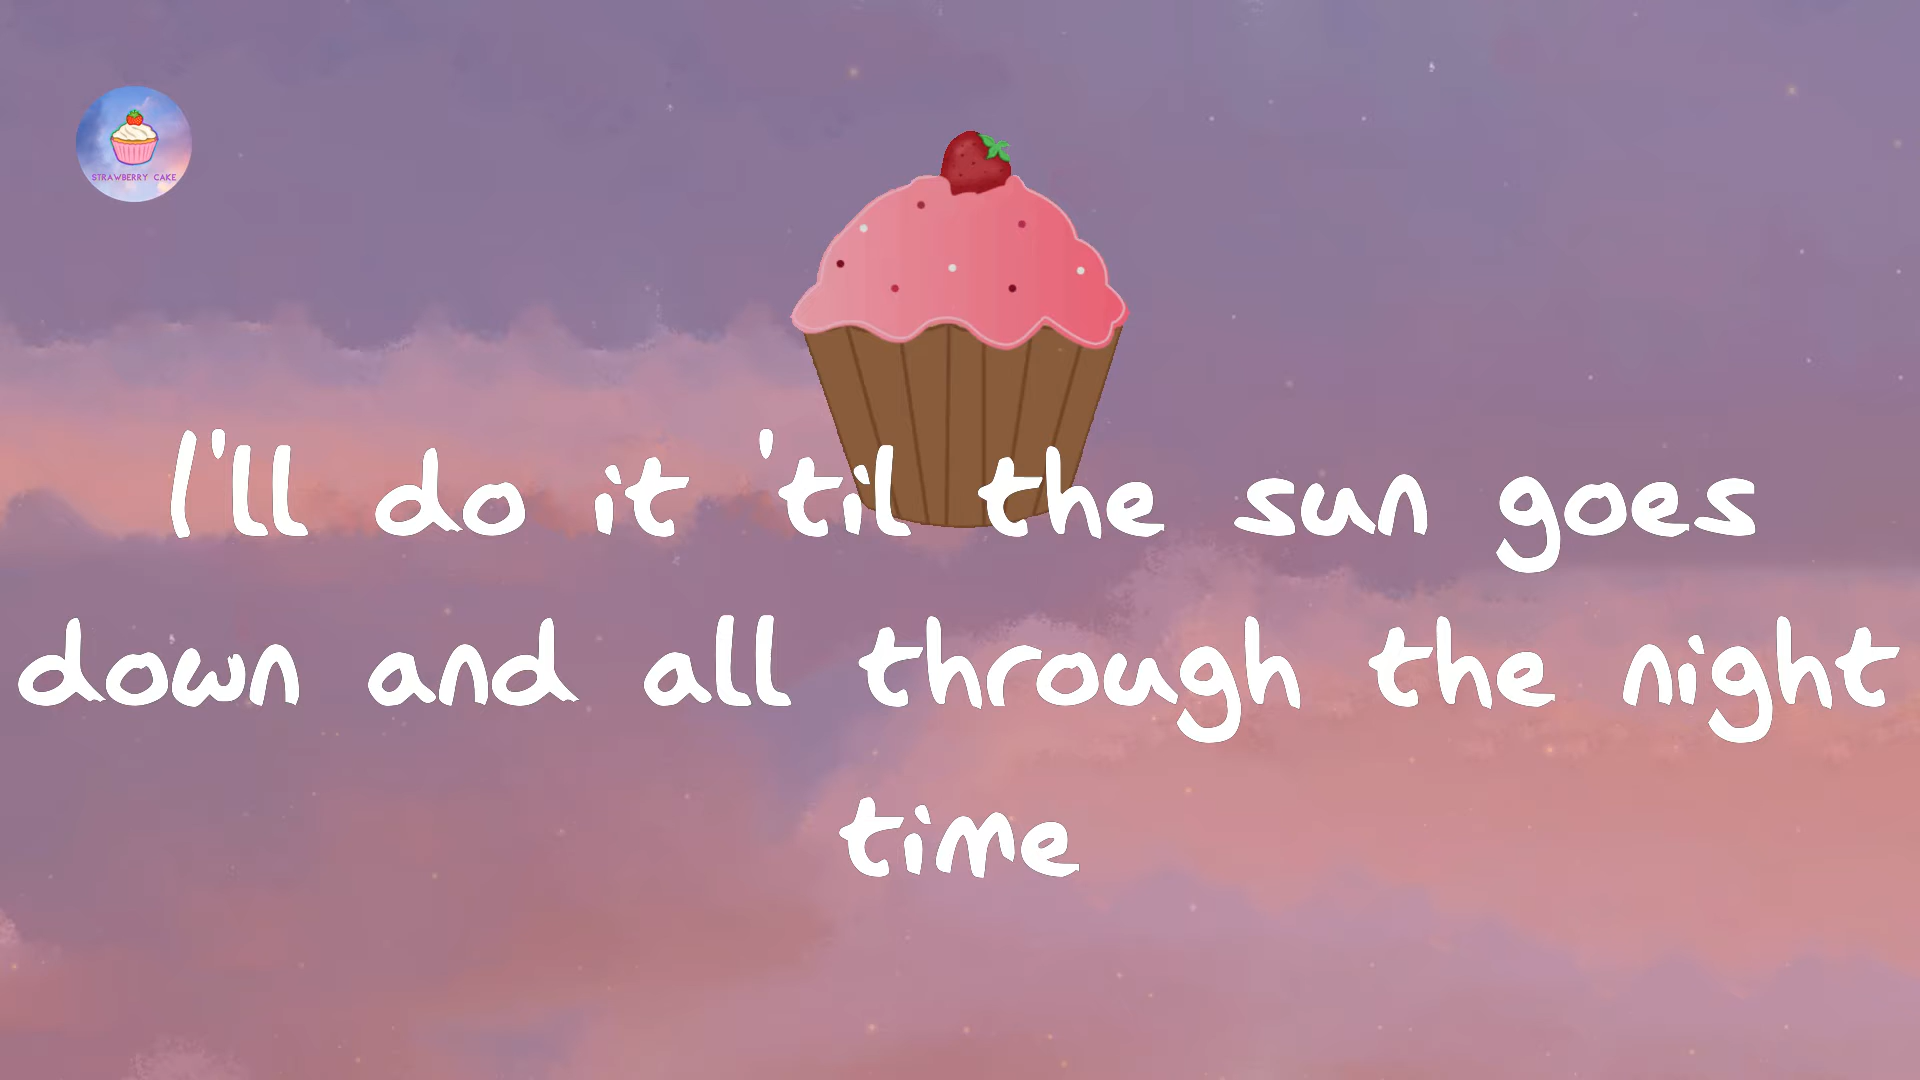 STRAWBERRY CAKE
I'll do it 'til the sun goes
down and all through the night
time